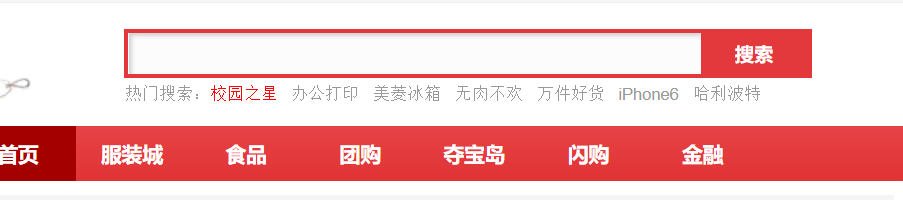 搜索
热门搜索：校园之星 办公打印 美菱冰箱 无肉不欢 万件好货 iPhone6 哈利波特
首页 服装城 食品 团购 夺宝岛 闪购 金融